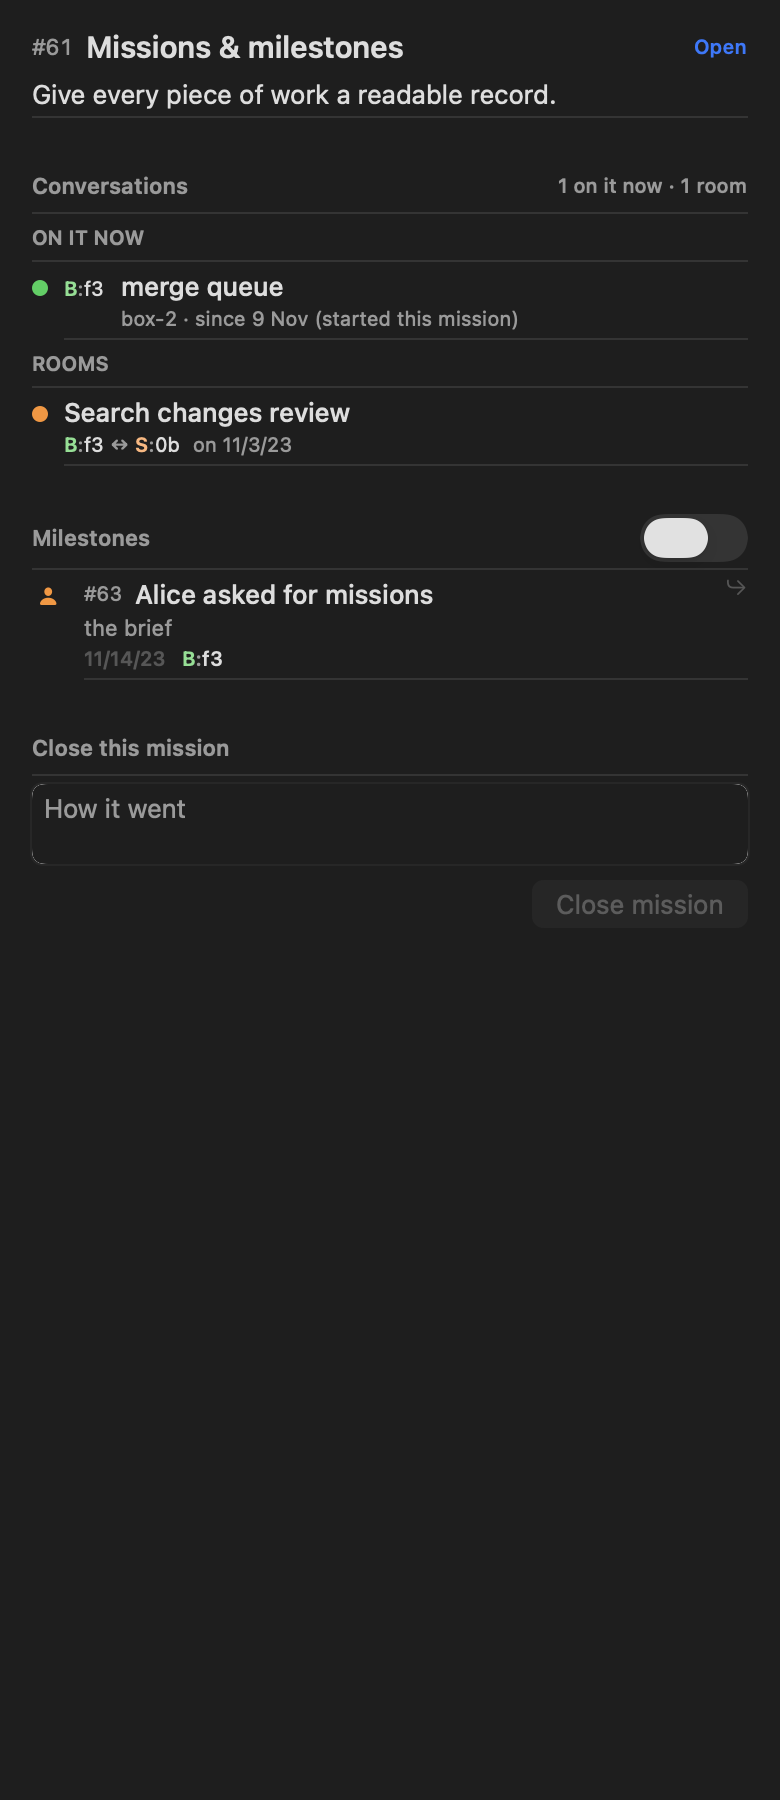 #61 Missions & milestones Open
Give every piece of work a readable record.
Conversations 1 on it now · 1 room
ON IT NOW
B:f3 merge queue
box-2 · since 9 Nov (started this mission)
ROOMS
Search changes review
B:f3 ↔ S:0b on 11/3/23
Milestones
#63 Alice asked for missions
the brief
11/14/23 B:f3
Close this mission
How it went
Close mission